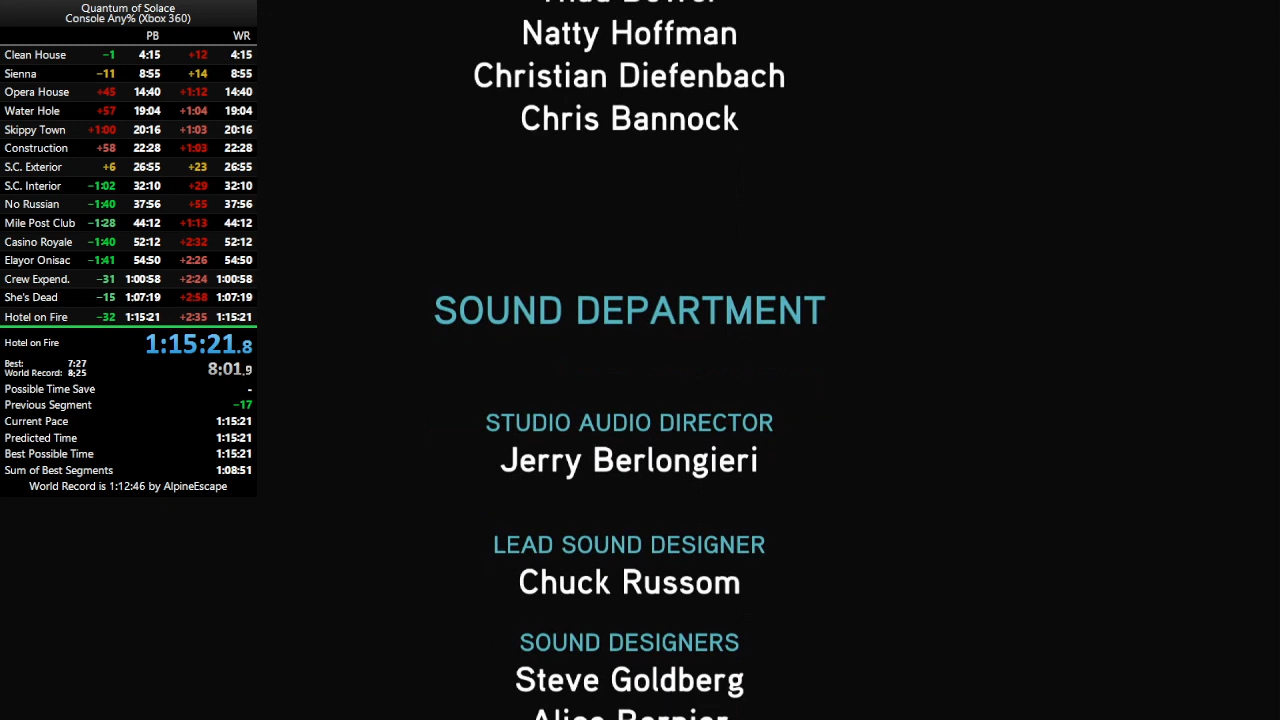 Quantum of Solace
Console Any% (Xbox 360)
PB WR
Clean House −1 4:15 +12 4:15
Sienna −11 8:55 +14 8:55
Opera House +45 14:40 +1:12 14:40
Water Hole +57 19:04 +1:04 19:04
Skippy Town +1:00 20:16 +1:03 20:16
Construction +58 22:28 +1:03 22:28
S.C. Exterior +6 26:55 +23 26:55
S.C. Interior −1:02 32:10 +29 32:10
No Russian −1:40 37:56 +55 37:56
Mile Post Club −1:28 44:12 +1:13 44:12
Casino Royale −1:40 52:12 +2:32 52:12
Elayor Onisac −1:41 54:50 +2:26 54:50
Crew Expend. −31 1:00:58 +2:24 1:00:58
She's Dead −15 1:07:19 +2:58 1:07:19
Hotel on Fire −32 1:15:21 +2:35 1:15:21
Hotel on Fire 1:15:21.8
Best: 7:27
World Record: 8:25 8:01.9
Possible Time Save -
Previous Segment −17
Current Pace 1:15:21
Predicted Time 1:15:21
Best Possible Time 1:15:21
Sum of Best Segments 1:08:51
World Record is 1:12:46 by AlpineEscape
Natty Hoffman
Christian Diefenbach
Chris Bannock
SOUND DEPARTMENT
STUDIO AUDIO DIRECTOR
Jerry Berlongieri
LEAD SOUND DESIGNER
Chuck Russom
SOUND DESIGNERS
Steve Goldberg